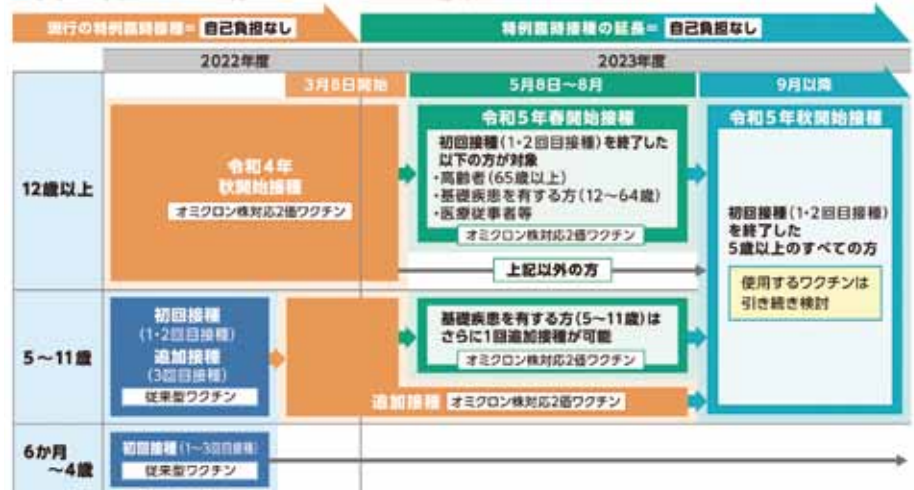 現行の特例臨時接種= 自己負担なし
特例臨時接種の延長= 自己負担なし
2022年度
2023年度
3月8日開始
5月8日～8月
9月以降
12歳以上
令和4年
秋開始接種
オミクロン株対応2価ワクチン
令和5年春開始接種
初回接種(1・2回目接種)を終了した
以下の方が対象
・高齢者(65歳以上)
・基礎疾患を有する方(12～64歳)
・医療従事者等
オミクロン株対応2価ワクチン
上記以外の方
令和5年秋開始接種
初回接種(1・2回目接種)
を終了した
5歳以上のすべての方
使用するワクチンは
引き続き検討
5～11歳
初回接種
(1・2回目接種)
追加接種
(3回目接種)
従来型ワクチン
基礎疾患を有する方(5～11歳)は
さらに1回追加接種が可能
オミクロン株対応2価ワクチン
追加接種 オミクロン株対応2価ワクチン
6か月
～4歳
初回接種(1～3回目接種)
従来型ワクチン